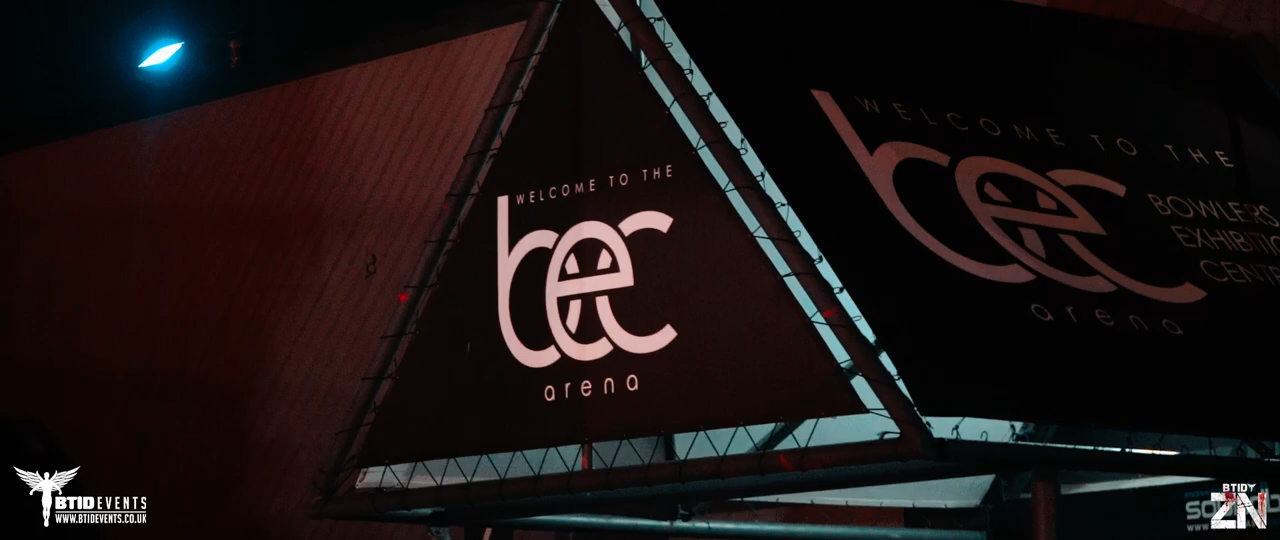 WELCOME TO THE
bec
arena
WELCOME TO THE
bec
BOWLERS
EXHIBITIO
CENT
arena
BTID EVENTS
WWW.BTIDEVENTS.CO.UK
BTID
ZN